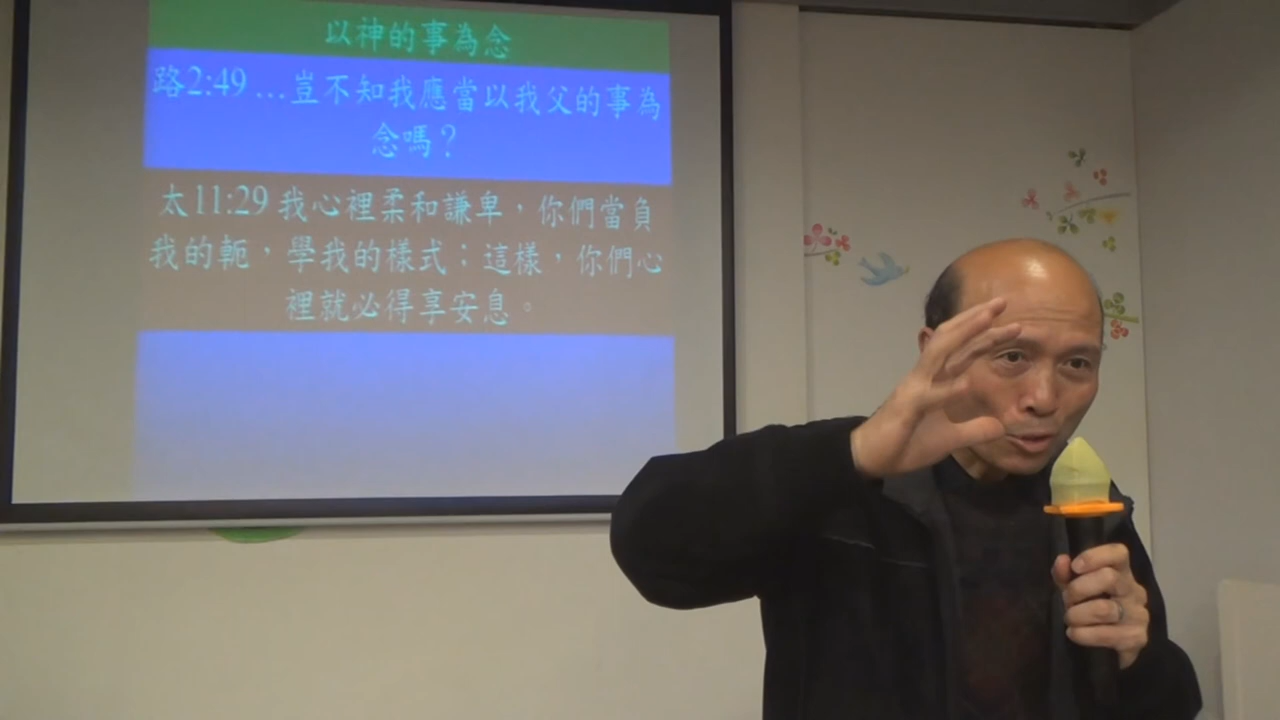 以神的事為念
路2:49 …豈不知我應當以我父的事為
念嗎？
太11:29 我心裡柔和謙卑，你們當負
我的軛，學我的樣式；這樣，你們心
裡就必得享安息。